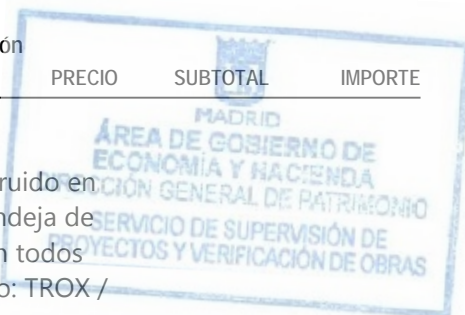 ón
PRECIO SUBTOTAL IMPORTE
MADRID
ÁREA DE GOBIERNO DE
ECONOMÍA Y HACIENDA
DIRECCIÓN GENERAL DE PATRIMONIO
SERVICIO DE SUPERVISIÓN DE
PROYECTOS Y VERIFICACIÓN DE OBRAS
ruido en
ndeja de
n todos
o: TROX /